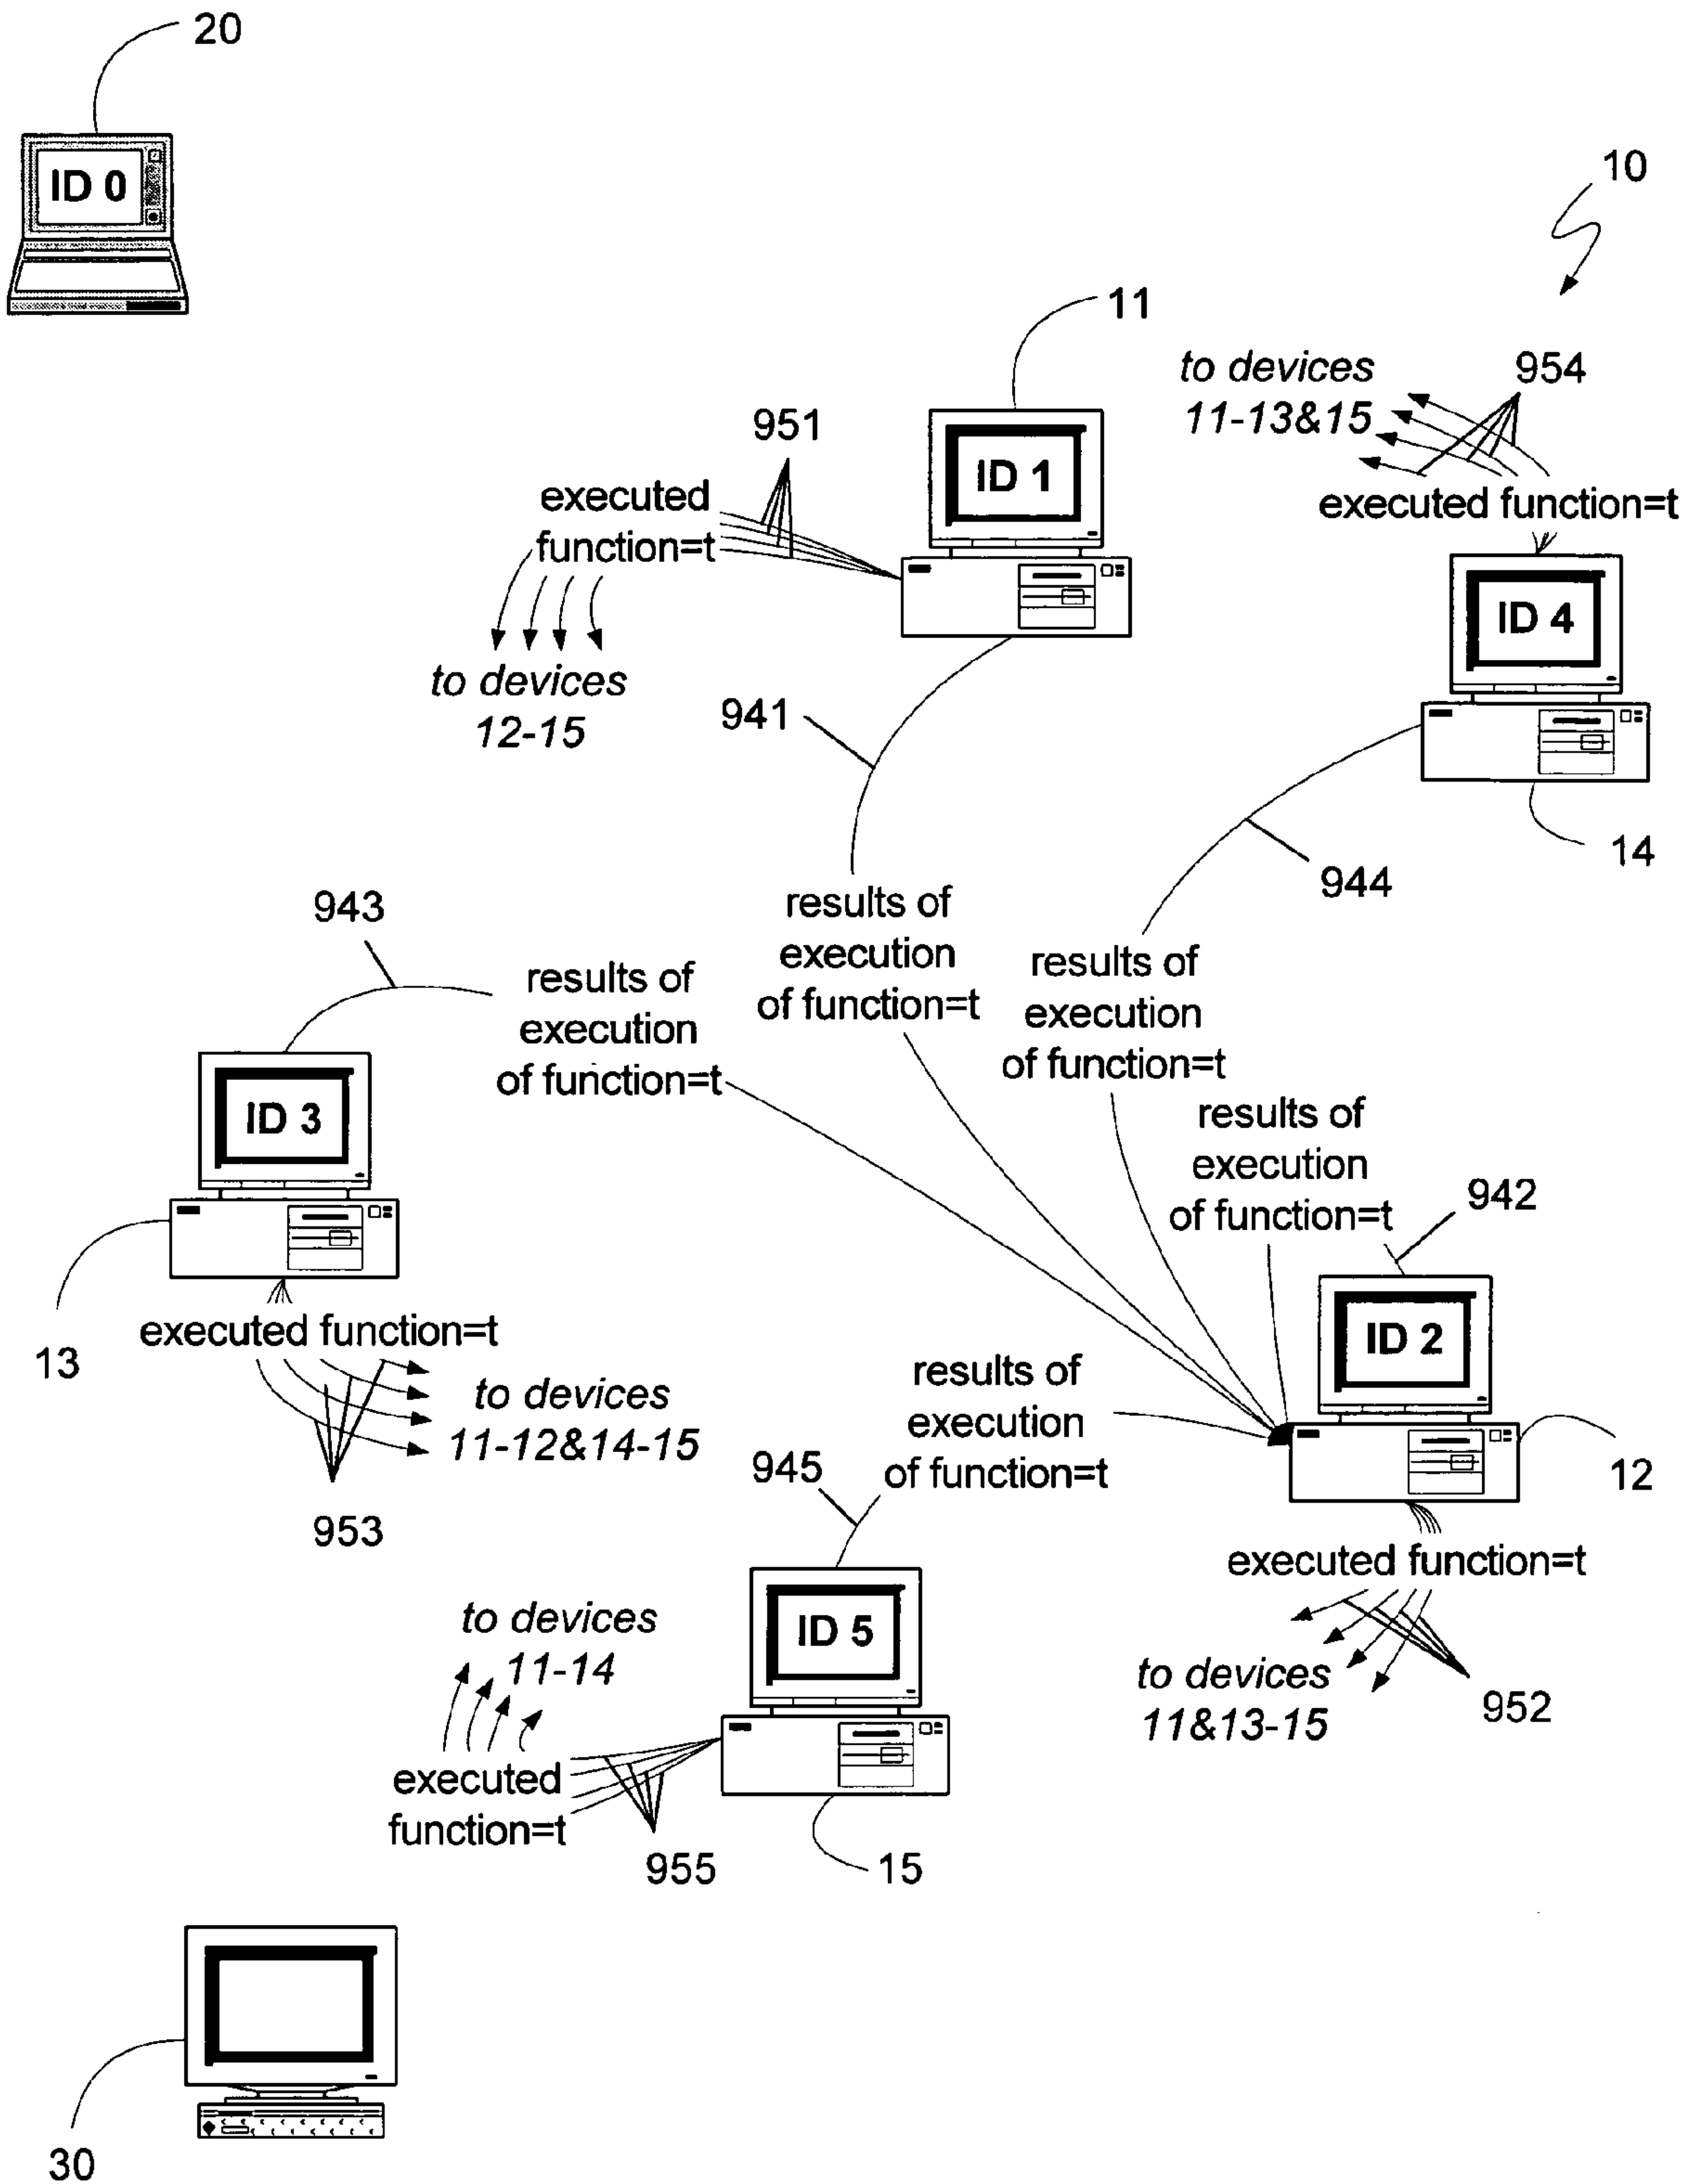 20
ID 0
10
11
to devices
11-13&15
954
951
executed
function=t
ID 1
executed function=t
ID 4
to devices
12-15
941
14
944
943
results of
execution
of function=t
results of
execution
of function=t
results of
execution
of function=t
ID 3
results of
execution
of function=t
942
13
executed function=t
ID 2
to devices
11-12&14-15
results of
execution
of function=t
945
12
953
executed function=t
to devices
11-14
ID 5
to devices
11&13-15
952
executed
function=t
955
15
30